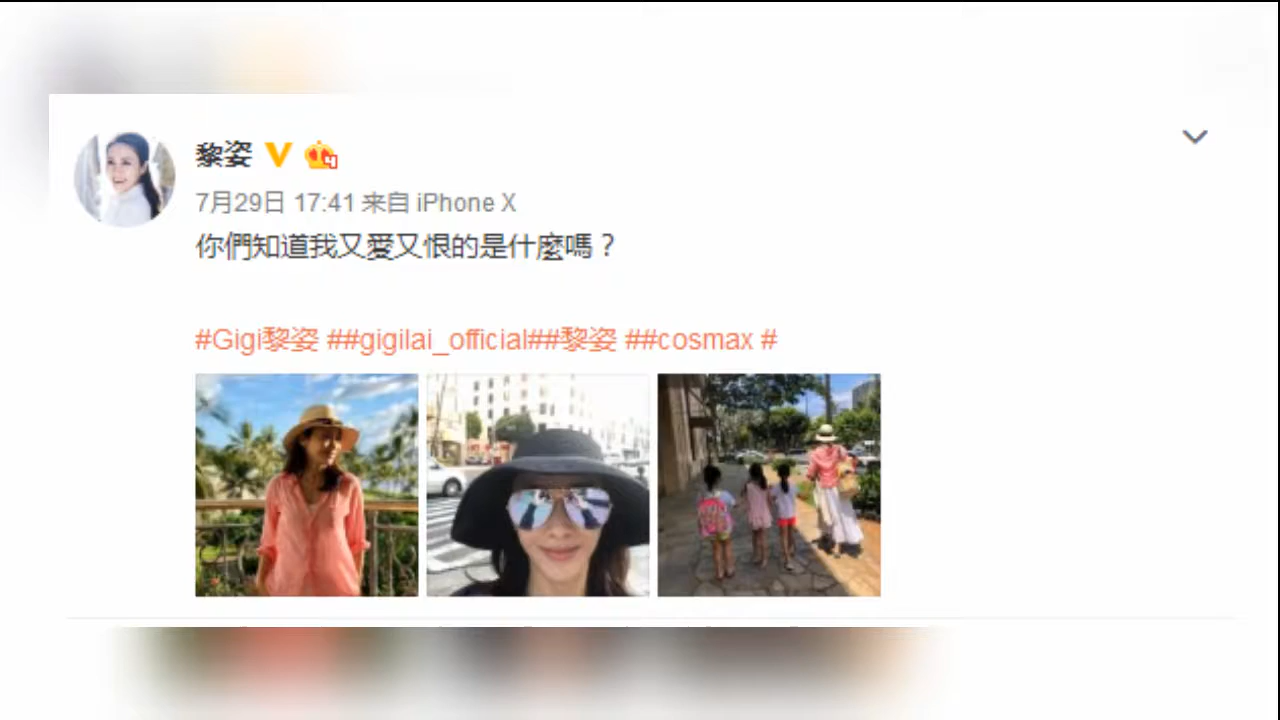 黎姿
4
7月29日 17:41 来自 iPhone X
你們知道我又愛又恨的是什麼嗎？
#Gigi黎姿 ##gigilai_official##黎姿 ##cosmax #